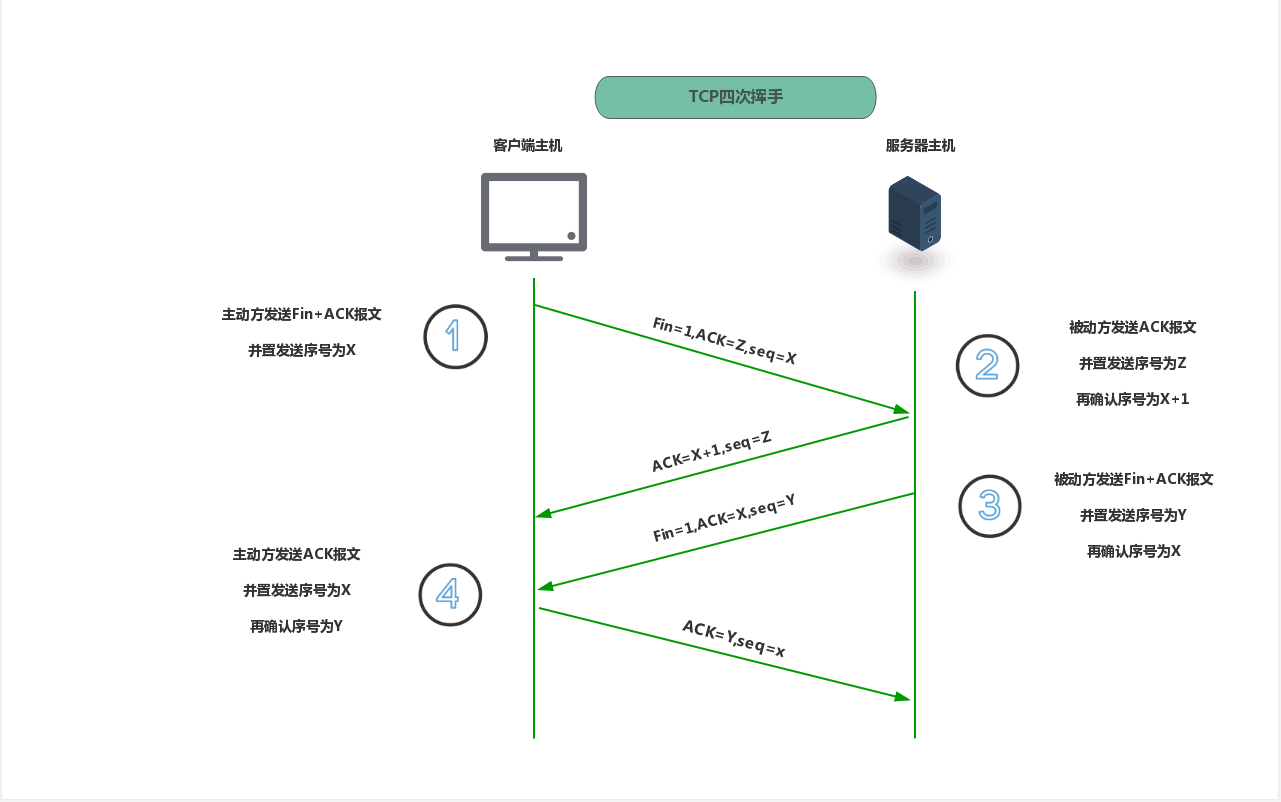 TCP四次挥手
客户端主机
服务器主机
主动方发送Fin+ACK报文
并置发送序号为X
1
Fin=1,ACK=Z,seq=X
2
被动方发送ACK报文
并置发送序号为Z
再确认序号为X+1
ACK=X+1,seq=Z
Fin=1,ACK=X,seq=Y
3
被动方发送Fin+ACK报文
并置发送序号为Y
再确认序号为X
主动方发送ACK报文
并置发送序号为X
再确认序号为Y
4
ACK=Y,seq=x